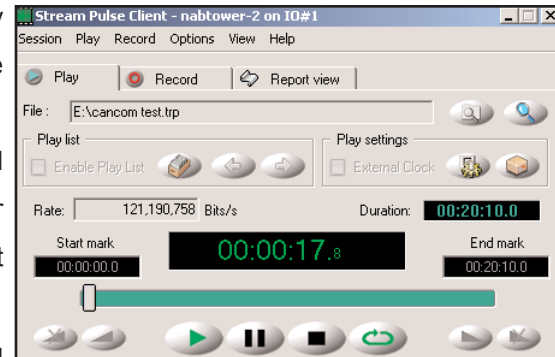 Stream Pulse Client - nabtower-2 on IO#1
Session Play Record Options View Help
Play Record Report view
File : E:\cancom test.trp
Play list Play settings
Enable Play List External Clock
Rate: 121,190,758 Bits/s Duration: 00:20:10.0
Start mark 00:00:17.8 End mark
00:00:00.0 00:20:10.0